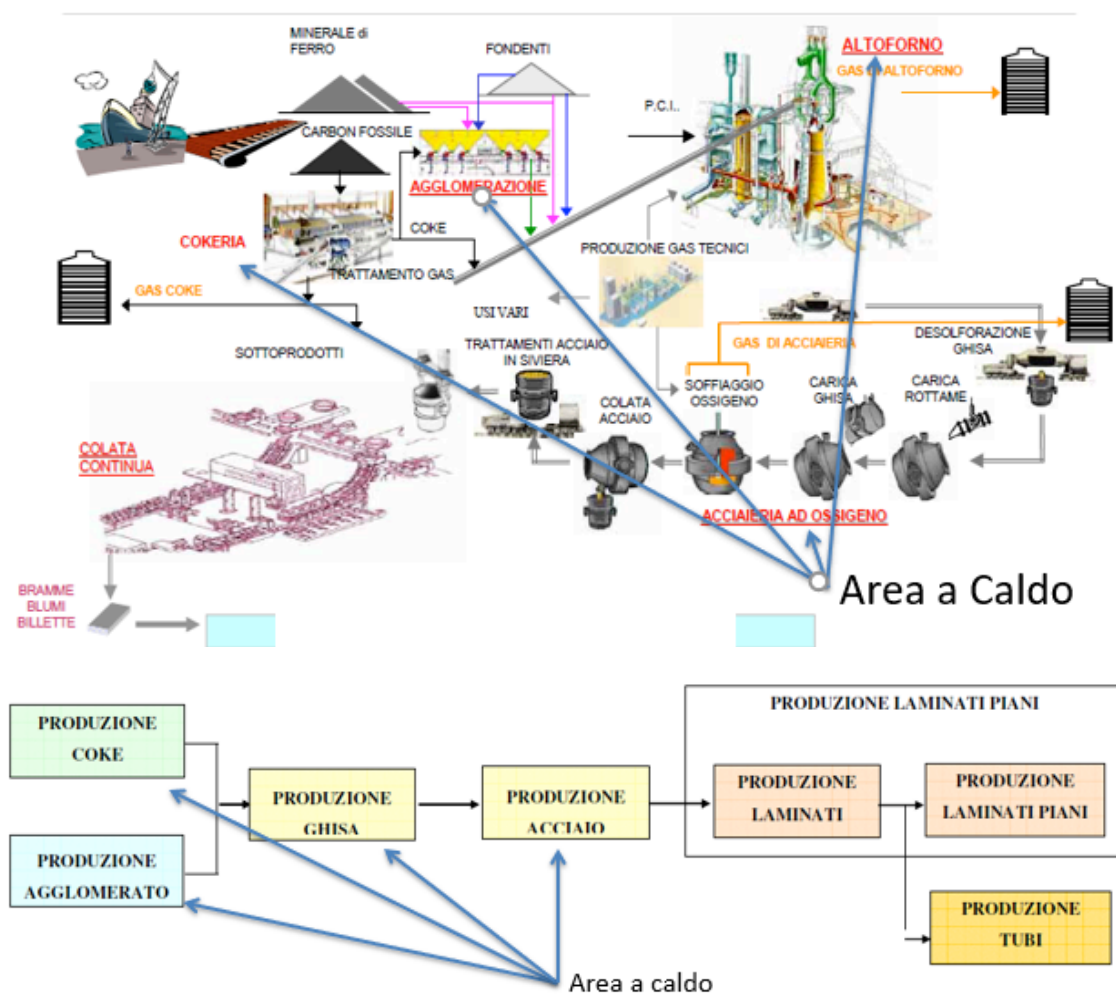 MINERALE di
FERRO
FONDENTI
ALTOFORNO
GAS DI ALTOFORNO
P.C.I..
CARBON FOSSILE
AGGLOMERAZIONE
COKERIA
COKE
TRATTAMENTO GAS
PRODUZIONE GAS TECNICI
GAS COKE
USI VARI
SOTTOPRODOTTI
TRATTAMENTI ACCIAIO
IN SIVIERA
GAS DI ACCIAIERIA
DESOLFORAZIONE
GHISA
COLATA
ACCIAIO
SOFFIAGGIO
OSSIGENO
CARICA
GHISA
CARICA
ROTTAME
COLATA
CONTINUA
ACCIAIERIA AD OSSIGENO
Area a Caldo
BRAMME
BLUMI
BILLETTE
PRODUZIONE
COKE
PRODUZIONE
AGGLOMERATO
PRODUZIONE
GHISA
PRODUZIONE
ACCIAIO
PRODUZIONE LAMINATI PIANI
PRODUZIONE
LAMINATI
PRODUZIONE
LAMINATI PIANI
PRODUZIONE
TUBI
Area a caldo